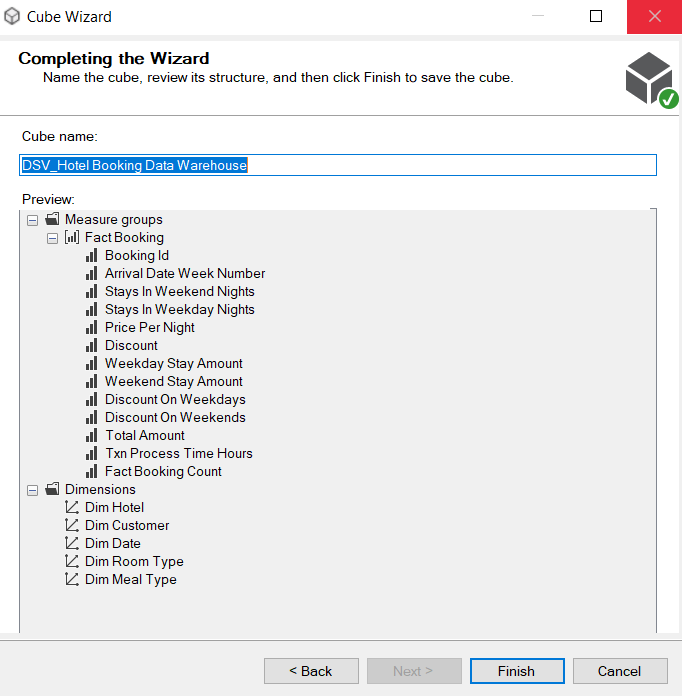 Cube Wizard
Completing the Wizard
Name the cube, review its structure, and then click Finish to save the cube.
Cube name:
DSV_Hotel Booking Data Warehouse
Preview:
Measure groups
Fact Booking
Booking Id
Arrival Date Week Number
Stays In Weekend Nights
Stays In Weekday Nights
Price Per Night
Discount
Weekday Stay Amount
Weekend Stay Amount
Discount On Weekdays
Discount On Weekends
Total Amount
Txn Process Time Hours
Fact Booking Count
Dimensions
Dim Hotel
Dim Customer
Dim Date
Dim Room Type
Dim Meal Type
< Back Next > Finish Cancel